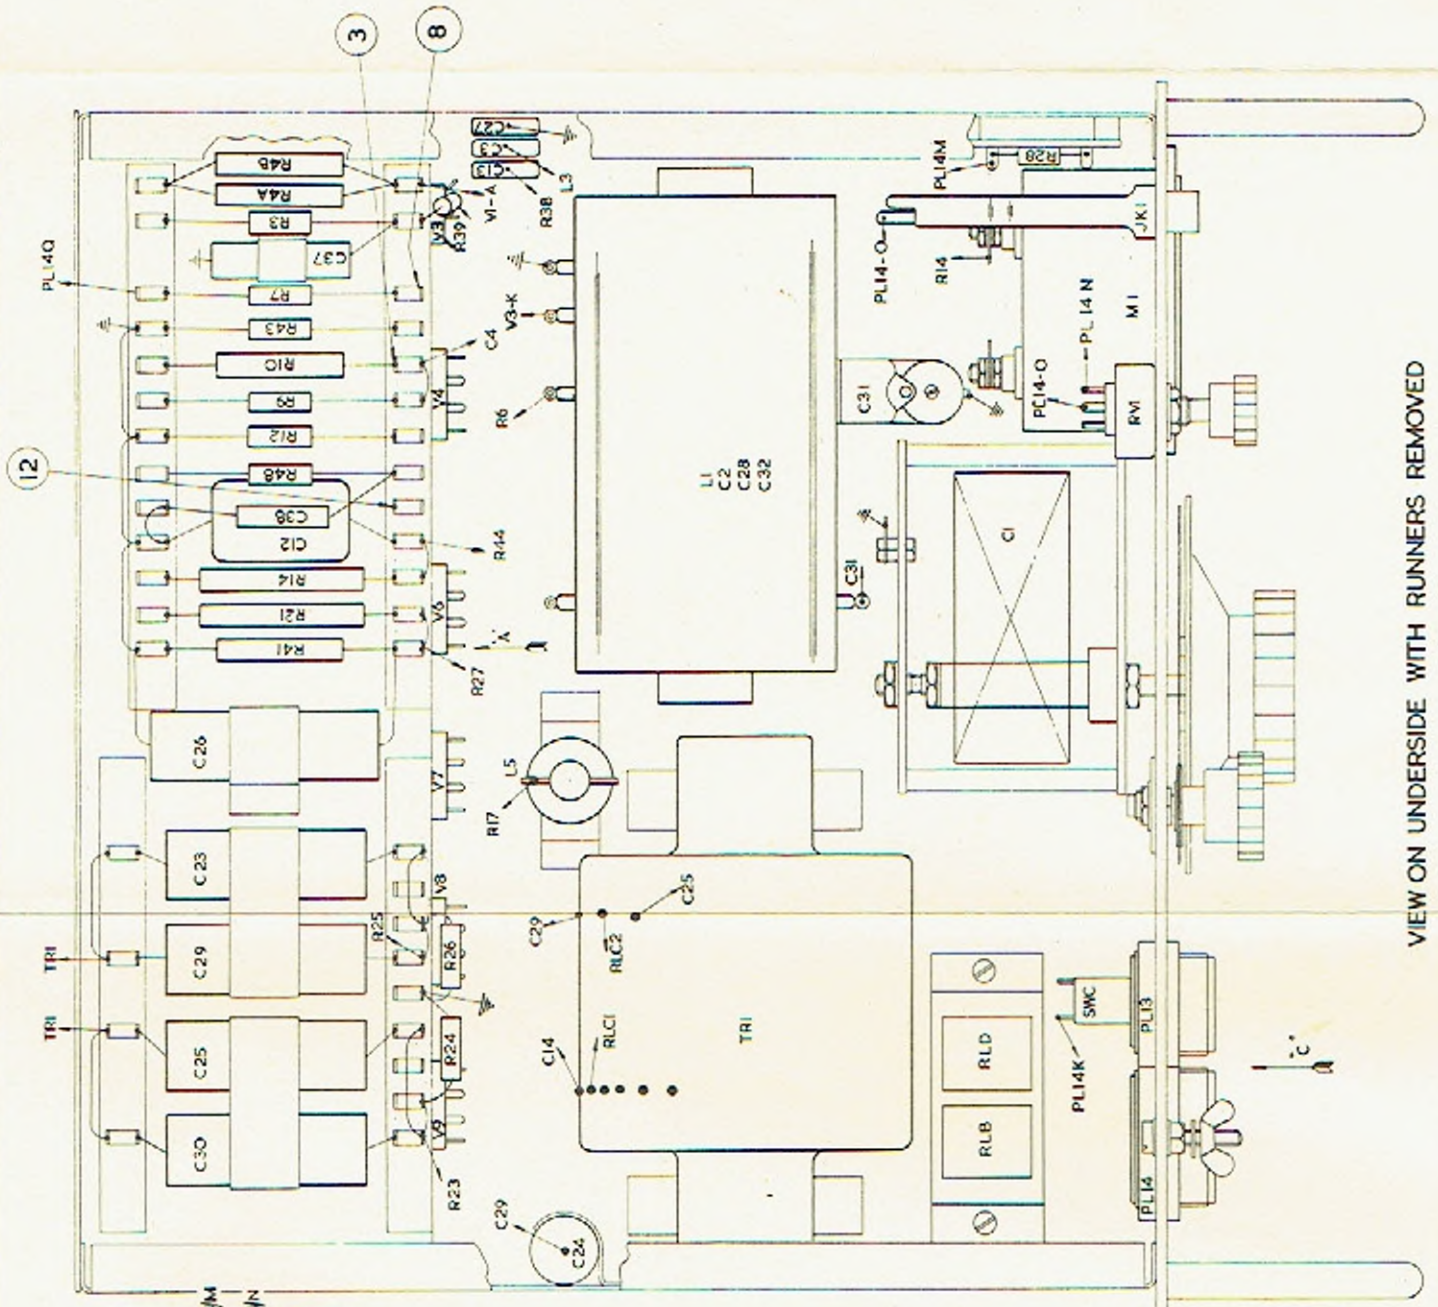 3
8
12
PL14Q
R4B
R4A
R3
C37
R7
R43
R10
R9
R12
R48
C38
C12
R14
R21
R41
C26
C23
C29
C25
C30
TR1
TR1
V3
R39
V1-A
C27
C3
C13
L3
R38
C4
V4
R44
V6
"A"
R27
V7
V8
R25
R26
R24
V9
R23
V3-K
R6
L1
C2
C28
C32
C31
C31
L5
R17
C29
RLC2
C25
C14
RLC1
TR1
C29
C24
PL14M
R28
PL14-O
R14
JK1
M1
PL14-O
PL14N
RV1
C1
RLD
RLB
SWC
PL14K
PL13
PL14
"C"
M
N
VIEW ON UNDERSIDE WITH RUNNERS REMOVED